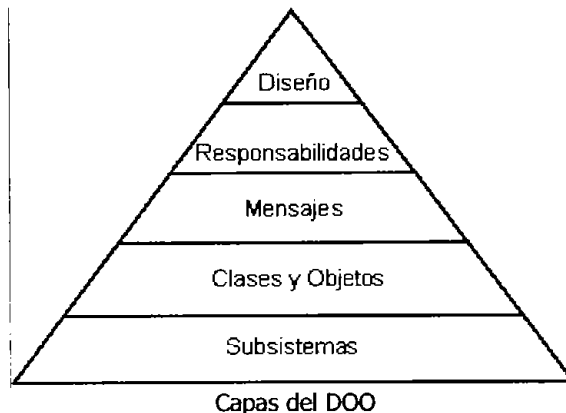 Diseño
Responsabilidades
Mensajes
Clases y Objetos
Subsistemas
Capas del DOO